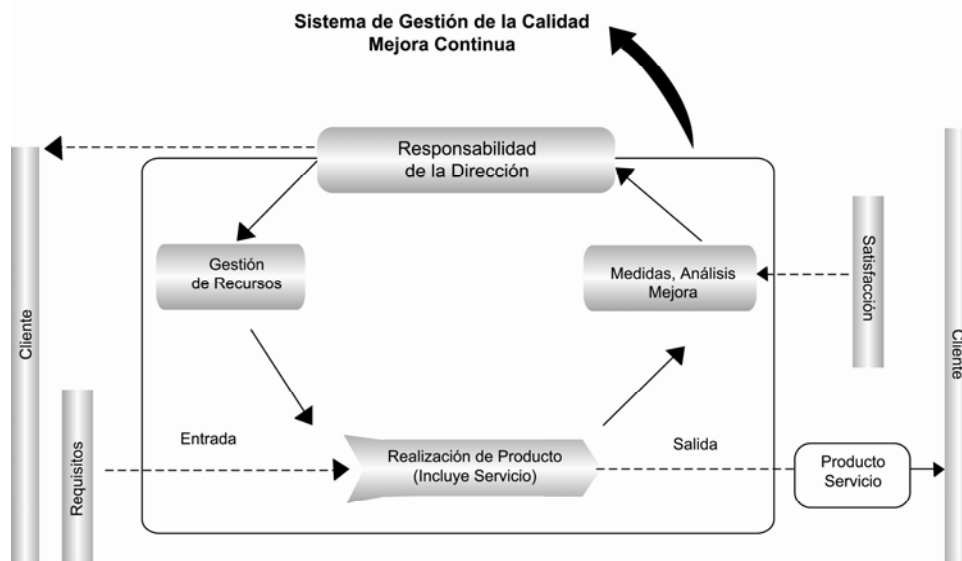 Sistema de Gestión de la Calidad
Mejora Continua
Responsabilidad
de la Dirección
Gestión
de Recursos
Medidas, Análisis
Mejora
Satisfacción
Cliente
Cliente
Requisitos
Entrada
Realización de Producto
(Incluye Servicio)
Salida
Producto
Servicio